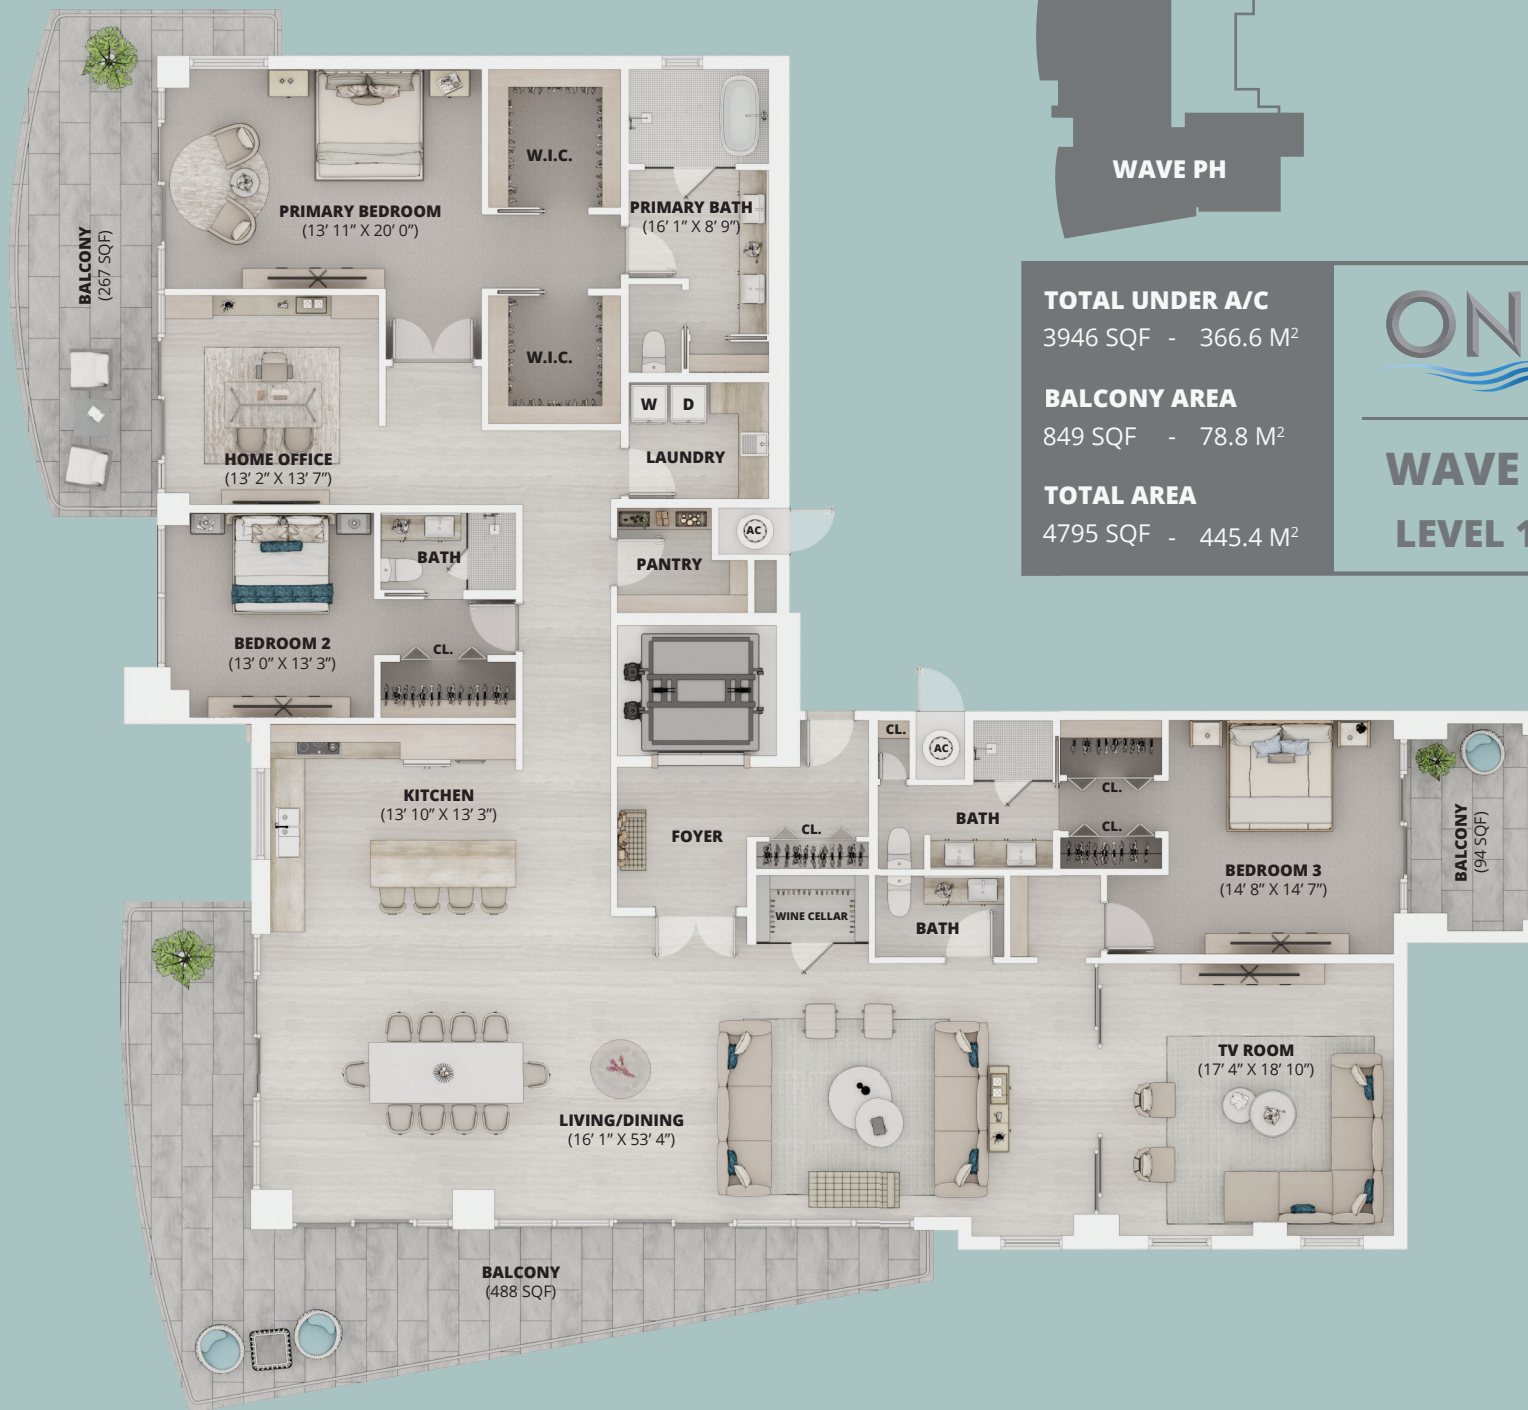 WAVE PH
TOTAL UNDER A/C
3946 SQF - 366.6 M²
BALCONY AREA
849 SQF - 78.8 M²
TOTAL AREA
4795 SQF - 445.4 M²
ON
WAVE
LEVEL 1
BALCONY
(267 SQF)
PRIMARY BEDROOM
(13' 11" X 20' 0")
W.I.C.
PRIMARY BATH
(16' 1" X 8' 9")
W.I.C.
W D
LAUNDRY
HOME OFFICE
(13' 2" X 13' 7")
BATH
PANTRY
AC
BEDROOM 2
(13' 0" X 13' 3")
CL.
KITCHEN
(13' 10" X 13' 3")
FOYER
CL.
CL.
AC
BATH
CL.
CL.
BEDROOM 3
(14' 8" X 14' 7")
BALCONY
(94 SQF)
WINE CELLAR
BATH
LIVING/DINING
(16' 1" X 53' 4")
TV ROOM
(17' 4" X 18' 10")
BALCONY
(488 SQF)